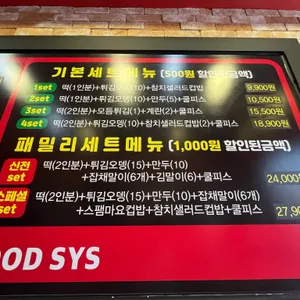 기본세트메뉴 (500원 할인된금액)
1set 떡(1인분)+튀김오뎅(10)+참치샐러드컵밥 9,900원
2set 떡(1인분)+튀김오뎅(10)+만두(5)+쿨피스 10,500원
3set 떡(2인분)+모듬튀김(1)+계란(2)+쿨피스 15,500원
4set 떡(2인분)+튀김오뎅(10)+참치샐러드컵밥(2)+쿨피스 18,900원
패밀리세트메뉴 (1,000원 할인된금액)
신전 set 떡(2인분)+튀김오뎅(15)+만두(10)
+잡채말이(6개)+김말이(6)+쿨피스 24,000원
스페셜 set 떡(2인분)+튀김오뎅(15)+만두(10)+잡채말이(6개)
+스팸마요컵밥+참치샐러드컵밥+쿨피스 27,90
OOD SYS